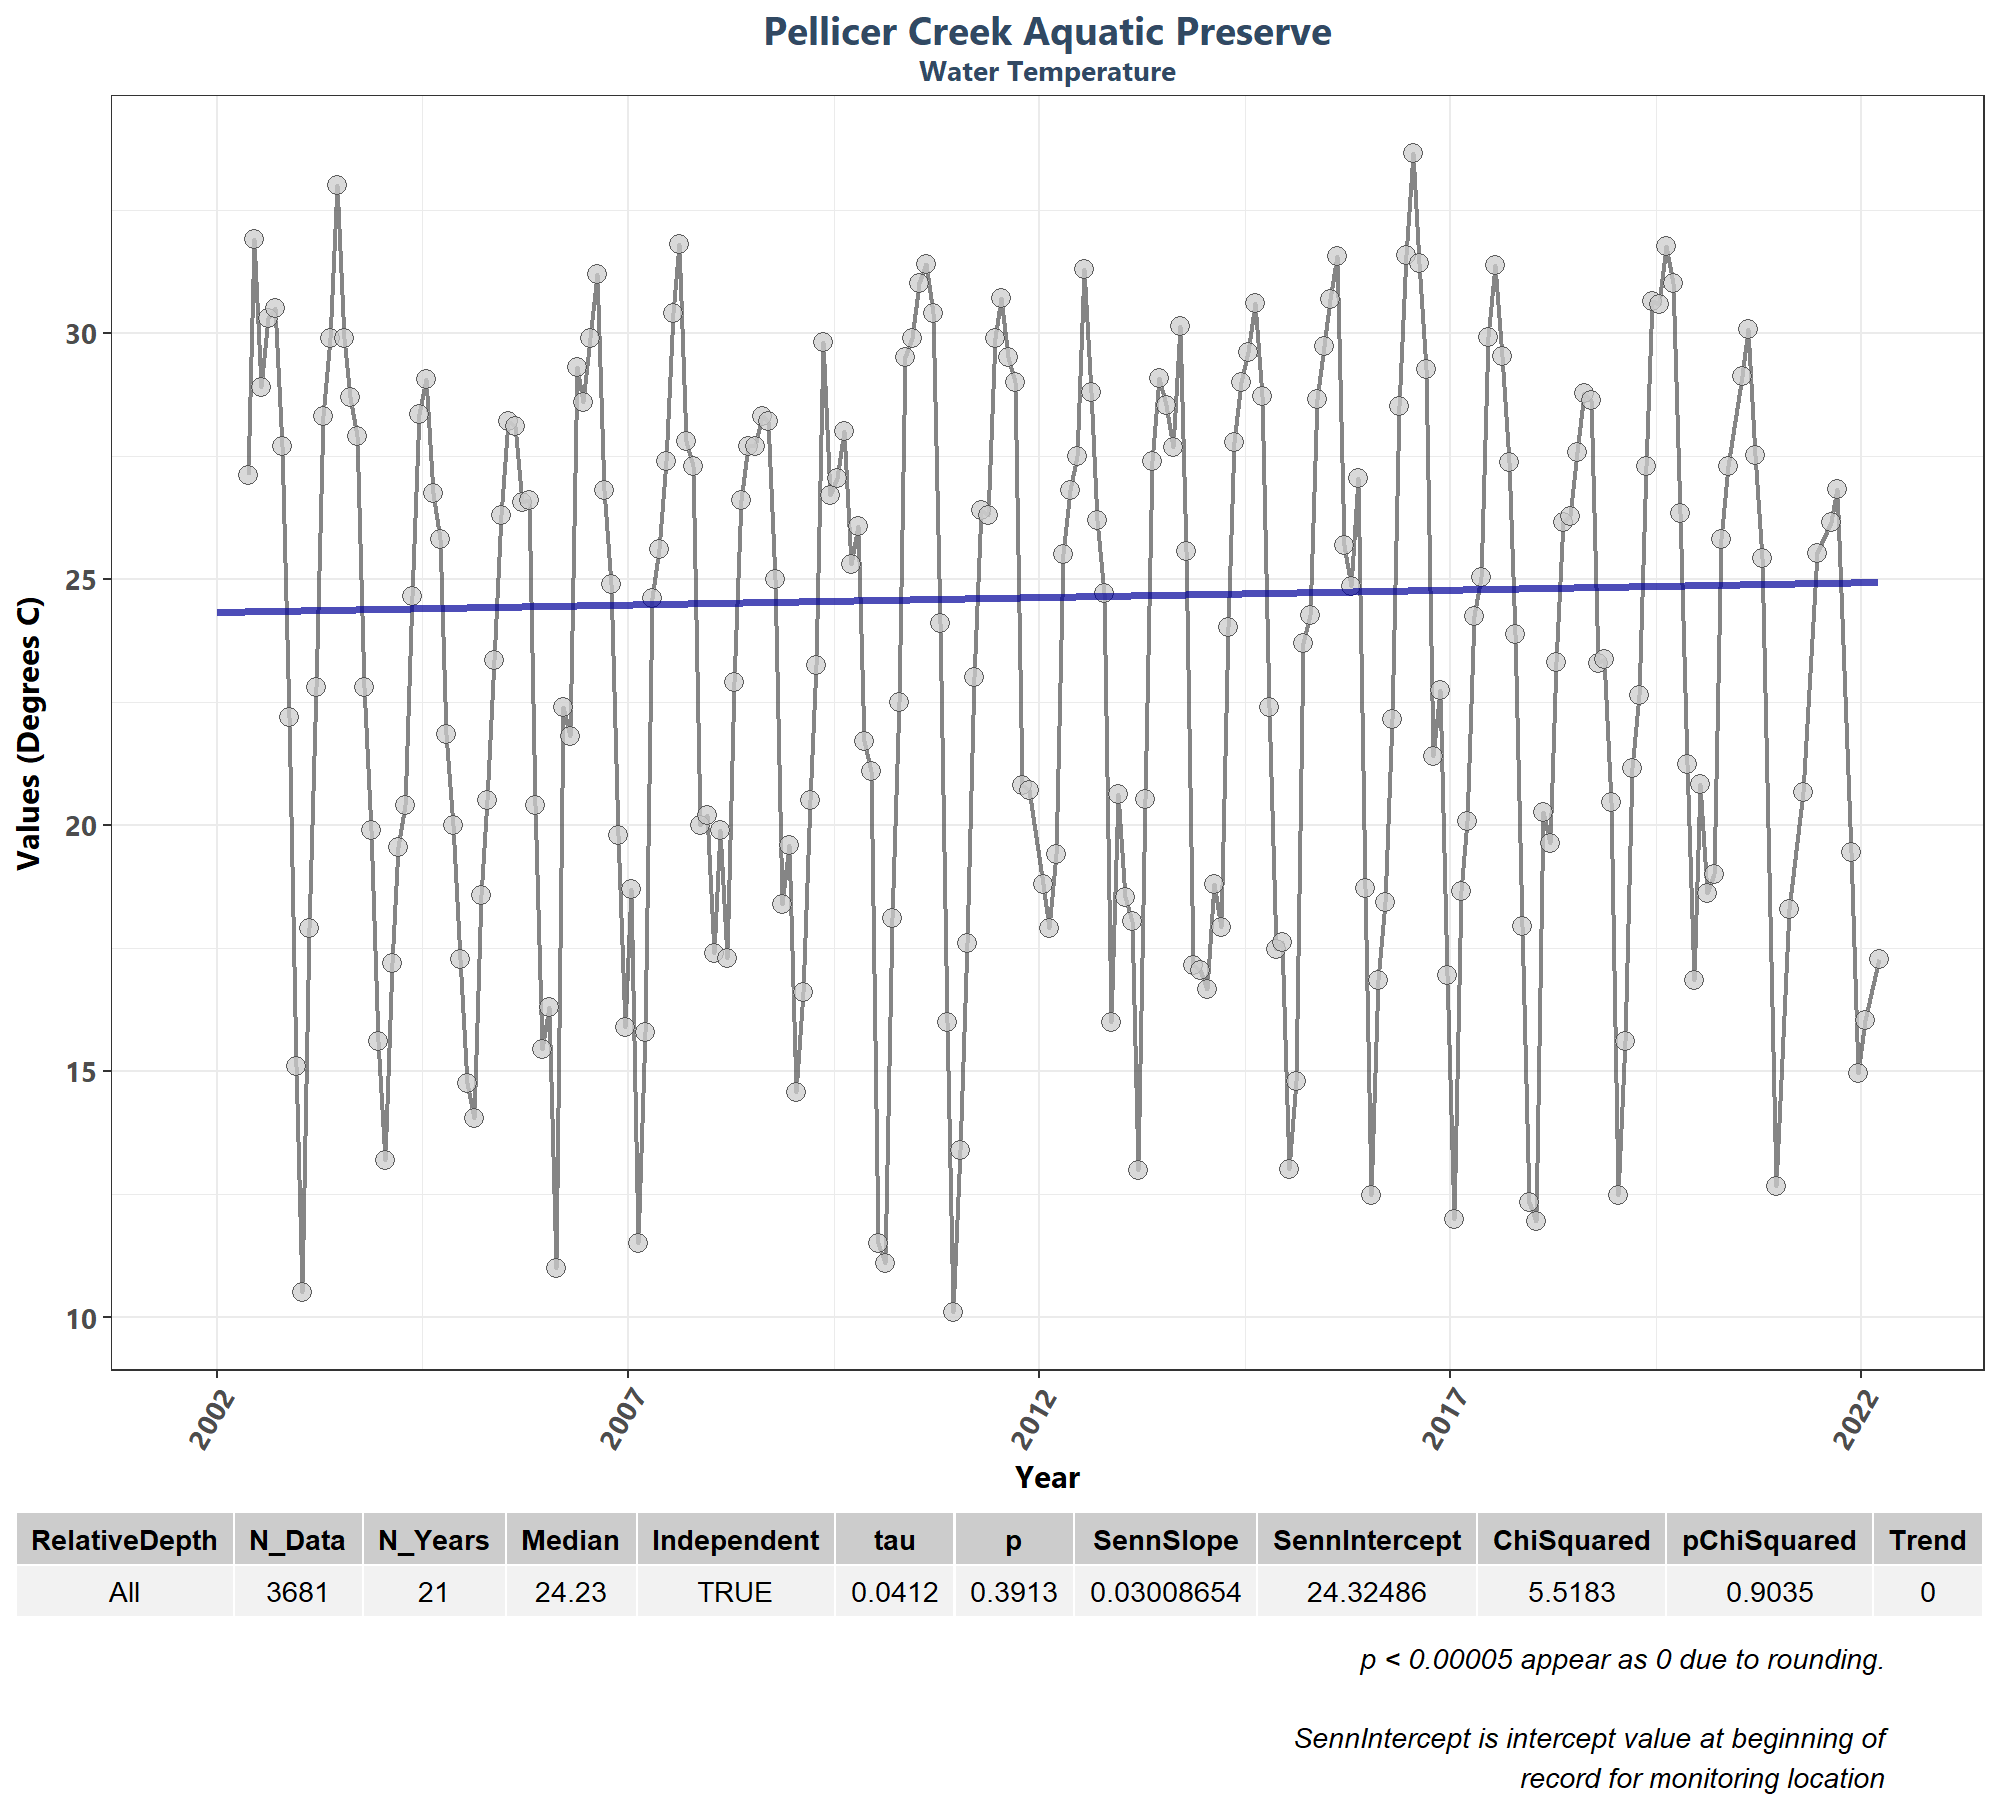 Pellicer Creek Aquatic Preserve
Water Temperature
Values (Degrees C)
30
25
20
15
10
2002 2007 2012 2017 2022
Year
RelativeDepth N_Data N_Years Median Independent tau p SennSlope SennIntercept ChiSquared pChiSquared Trend
All 3681 21 24.23 TRUE 0.0412 0.3913 0.03008654 24.32486 5.5183 0.9035 0
p < 0.00005 appear as 0 due to rounding.
SennIntercept is intercept value at beginning of
record for monitoring location